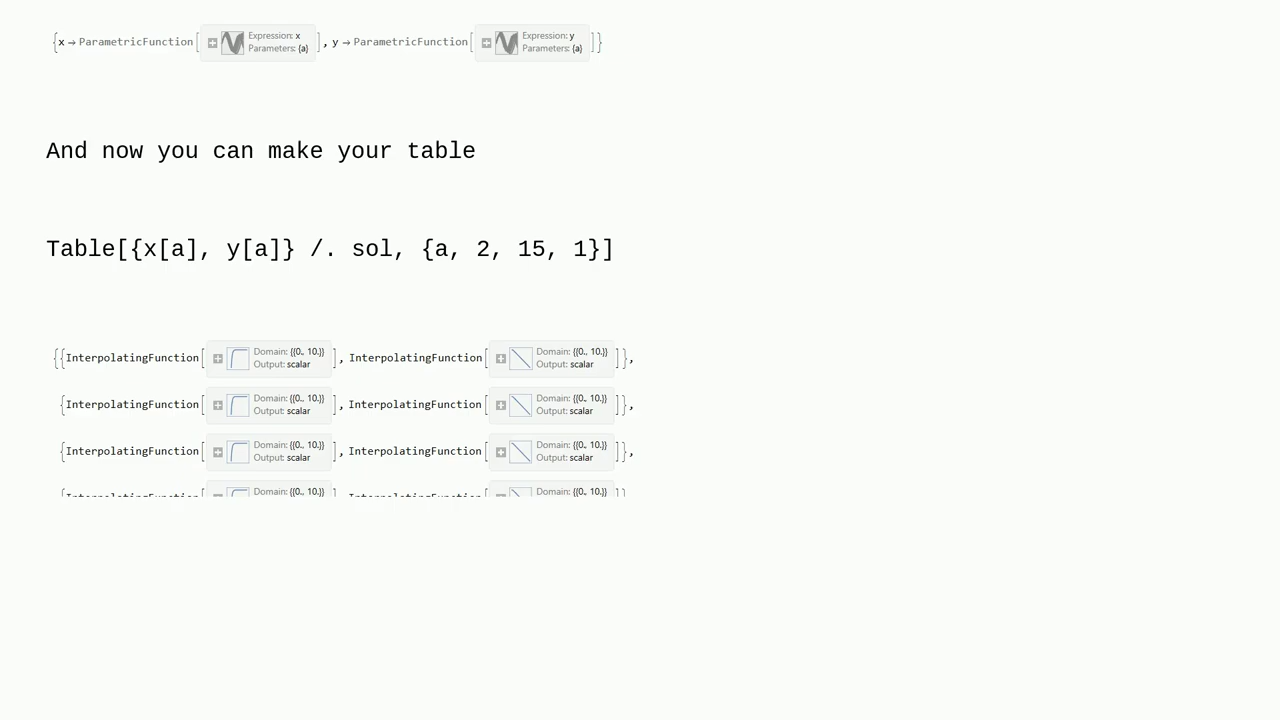 {x → ParametricFunction[ Expression: x Parameters: {a} ], y → ParametricFunction[ Expression: y Parameters: {a} ]}
And now you can make your table
Table[{x[a], y[a]} /. sol, {a, 2, 15, 1}]
{{InterpolatingFunction[ Domain: {{0., 10.}} Output: scalar ], InterpolatingFunction[ Domain: {{0., 10.}} Output: scalar ]},
{InterpolatingFunction[ Domain: {{0., 10.}} Output: scalar ], InterpolatingFunction[ Domain: {{0., 10.}} Output: scalar ]},
{InterpolatingFunction[ Domain: {{0., 10.}} Output: scalar ], InterpolatingFunction[ Domain: {{0., 10.}} Output: scalar ]},
Domain: {{0., 10.}} Domain: {{0., 10.}}